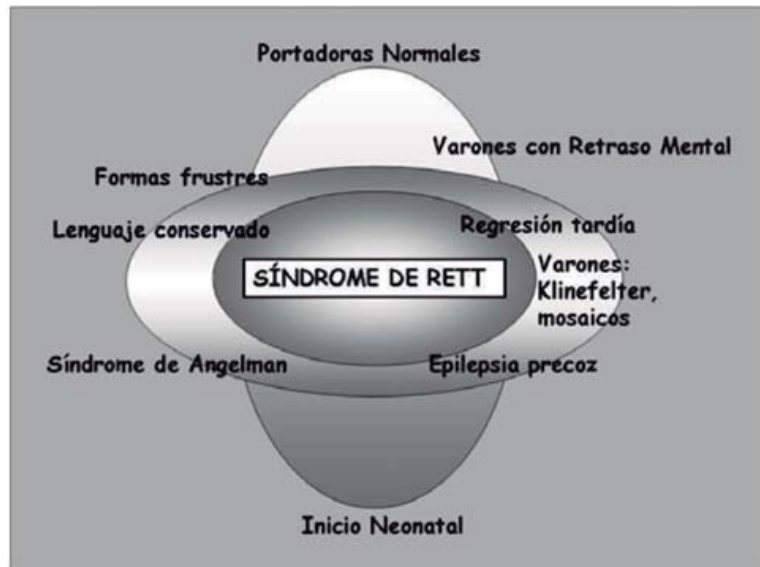 Portadoras Normales
Varones con Retraso Mental
Formas frustres
Lenguaje conservado
Regresión tardía
SÍNDROME DE RETT
Varones:
Klinefelter,
mosaicos
Síndrome de Angelman
Epilepsia precoz
Inicio Neonatal